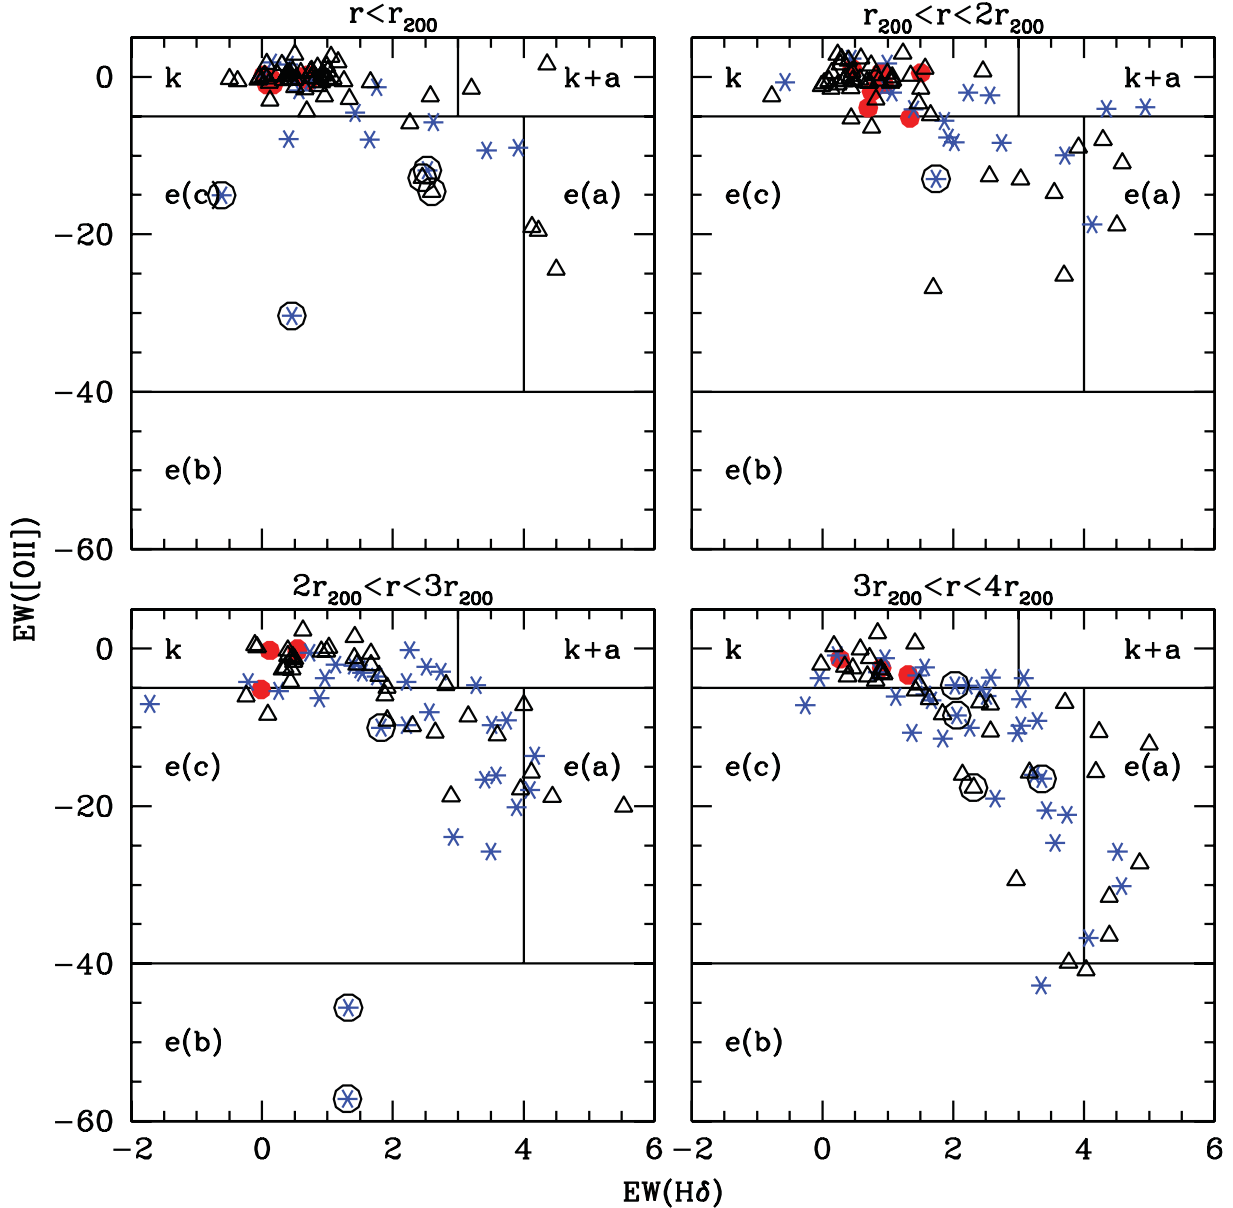 r<r200 r200<r<2r200
0 k k+a k k+a
e(c) e(a) e(c) e(a)
−20
−40
e(b) e(b)
−60
EW([OII])
2r200<r<3r200 3r200<r<4r200
0 k k+a k k+a
e(c) e(a) e(c) e(a)
−20
−40
e(b) e(b)
−60
−2 0 2 4 6 −2 0 2 4 6
EW(Hδ)